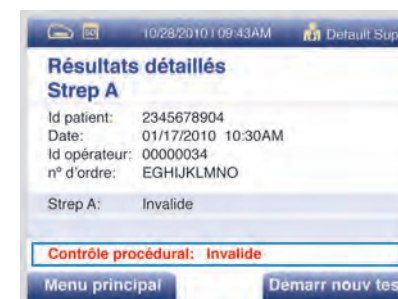 10/28/2010 | 09:43AM Default Sup
Résultats détaillés
Strep A
Id patient: 2345678904
Date: 01/17/2010 10:30AM
Id opérateur: 00000034
n° d'ordre: EGHIJKLMNO
Strep A: Invalide
Contrôle procédural: Invalide
Menu principal Démarr nouv tes